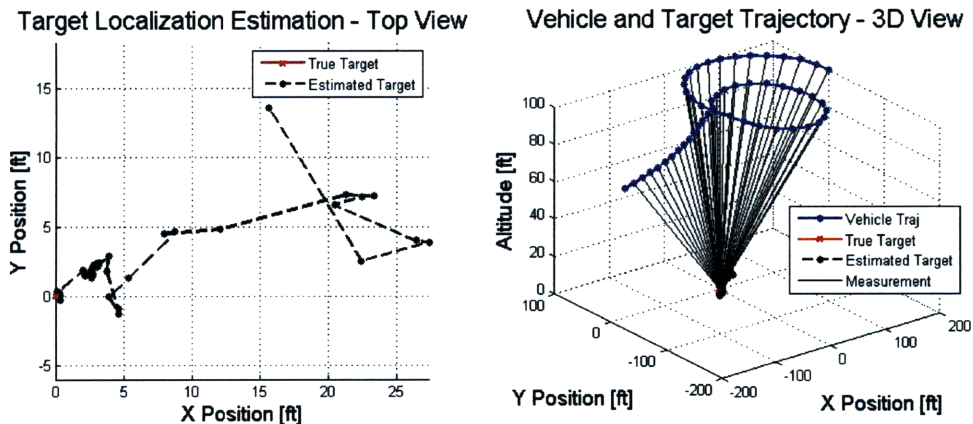 Target Localization Estimation - Top View
True Target
Estimated Target
15
10
5
0
-5
Y Position [ft]
0 5 10 15 20 25
X Position [ft]
Vehicle and Target Trajectory - 3D View
100
80
60
40
20
0
Altitude [ft]
100
0
-100
-200
Y Position [ft]
-200
-100
0
100
200
X Position [ft]
Vehicle Traj
True Target
Estimated Target
Measurement